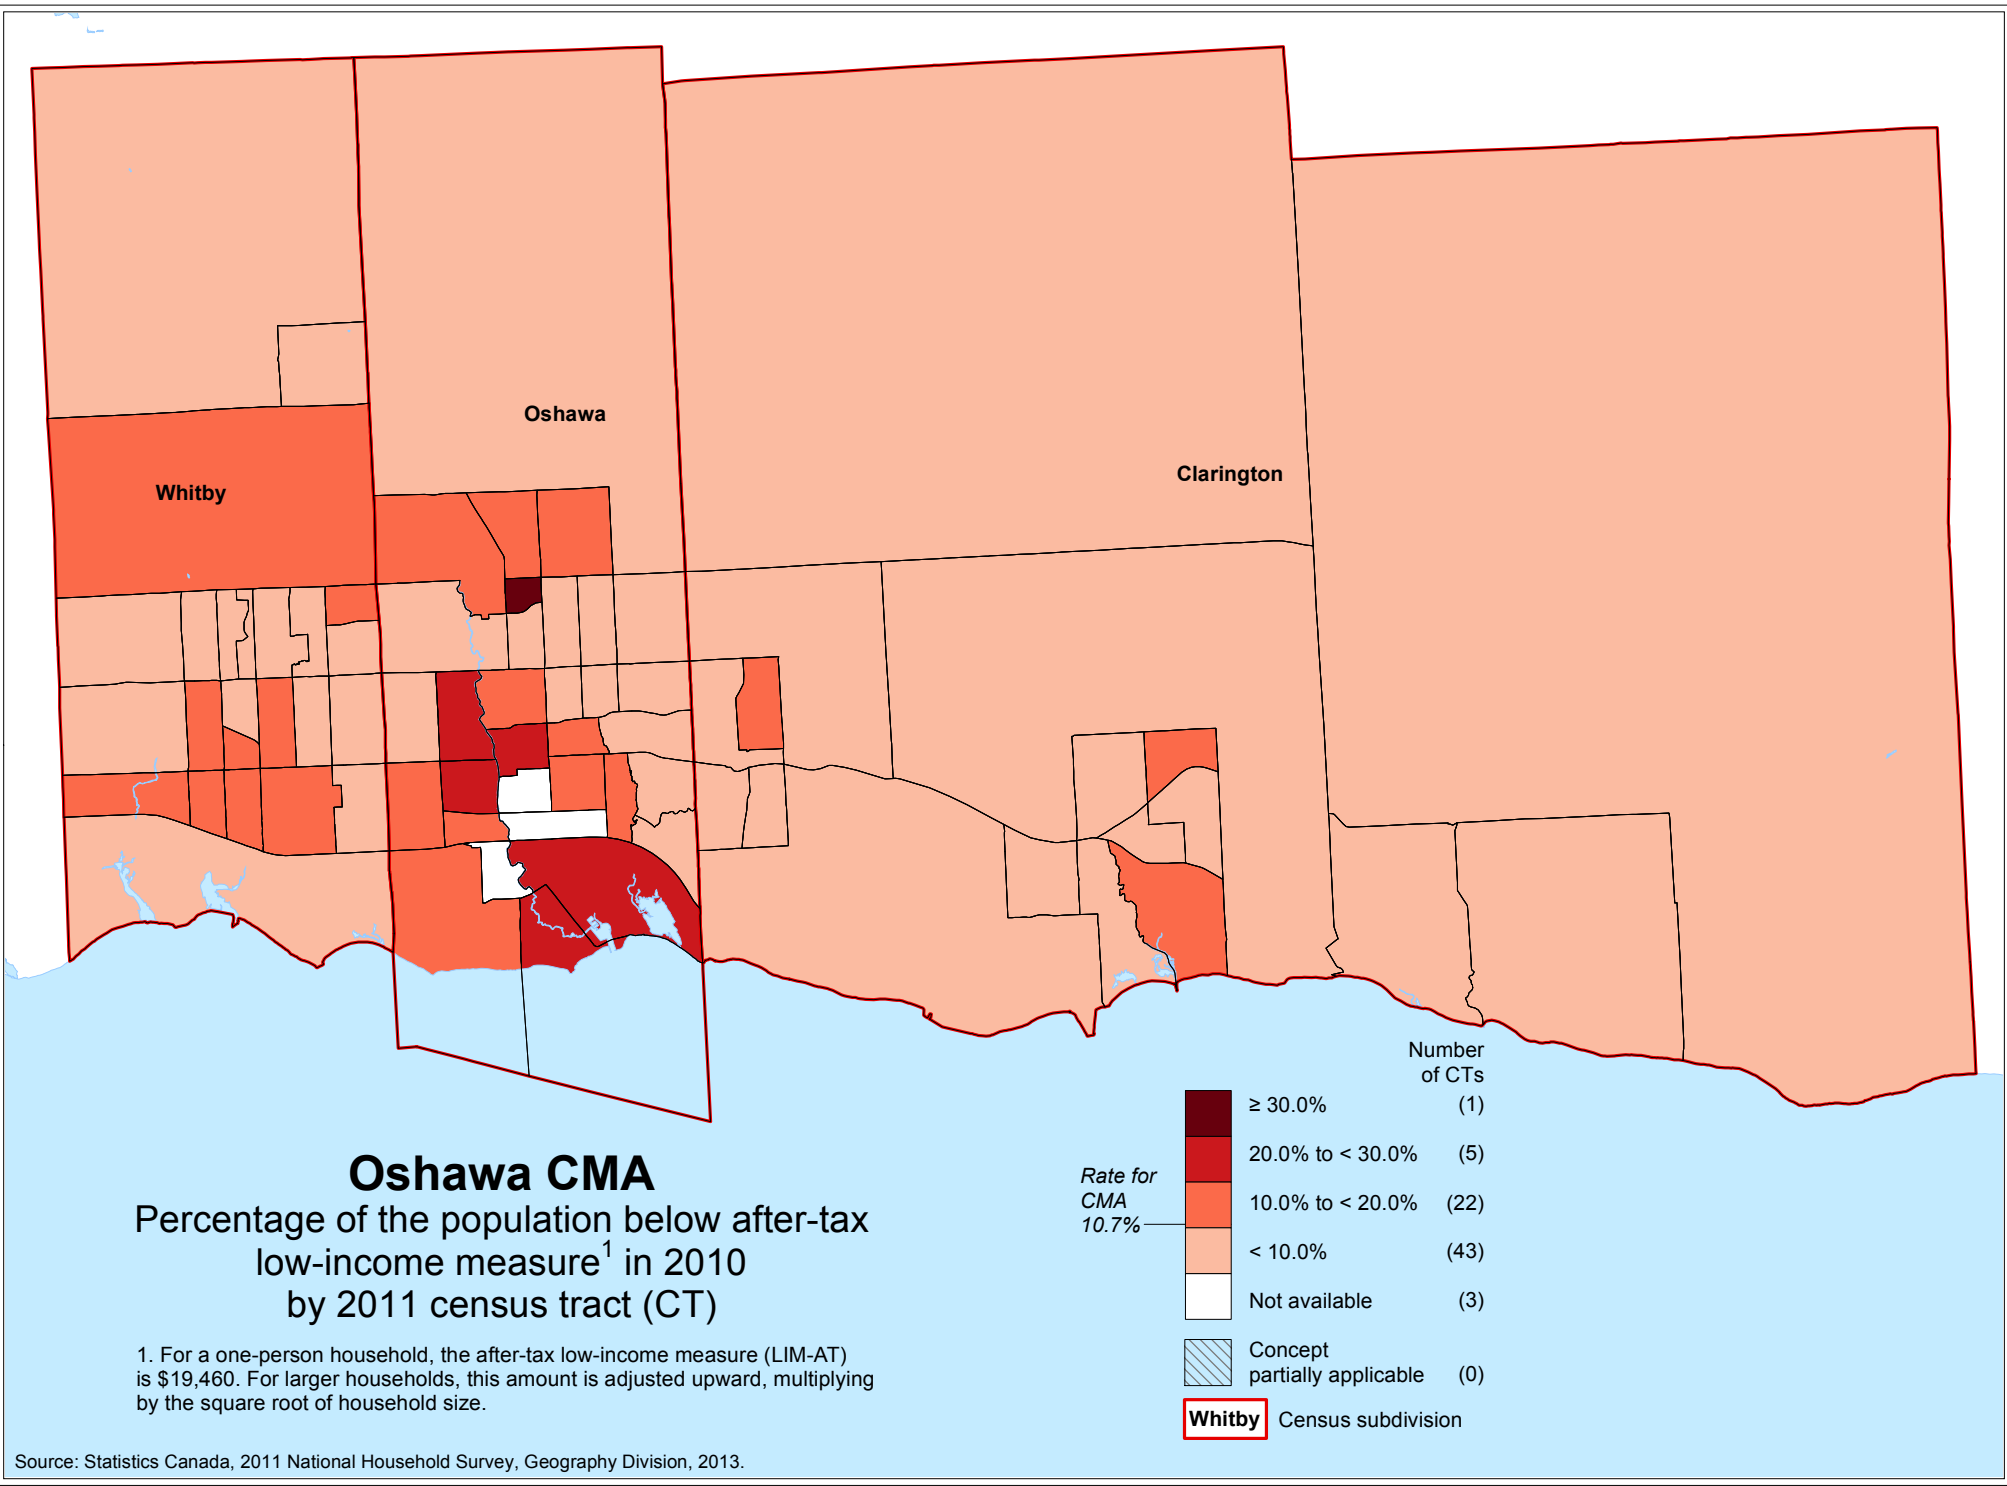 Oshawa
Clarington
Whitby
Number
of CTs
≥ 30.0% (1)
20.0% to < 30.0% (5)
10.0% to < 20.0% (22)
< 10.0% (43)
Not available (3)
Concept
partially applicable (0)
Whitby Census subdivision
Rate for
CMA
10.7%
Oshawa CMA
Percentage of the population below after-tax
low-income measure¹ in 2010
by 2011 census tract (CT)
1. For a one-person household, the after-tax low-income measure (LIM-AT)
is $19,460. For larger households, this amount is adjusted upward, multiplying
by the square root of household size.
Source: Statistics Canada, 2011 National Household Survey, Geography Division, 2013.